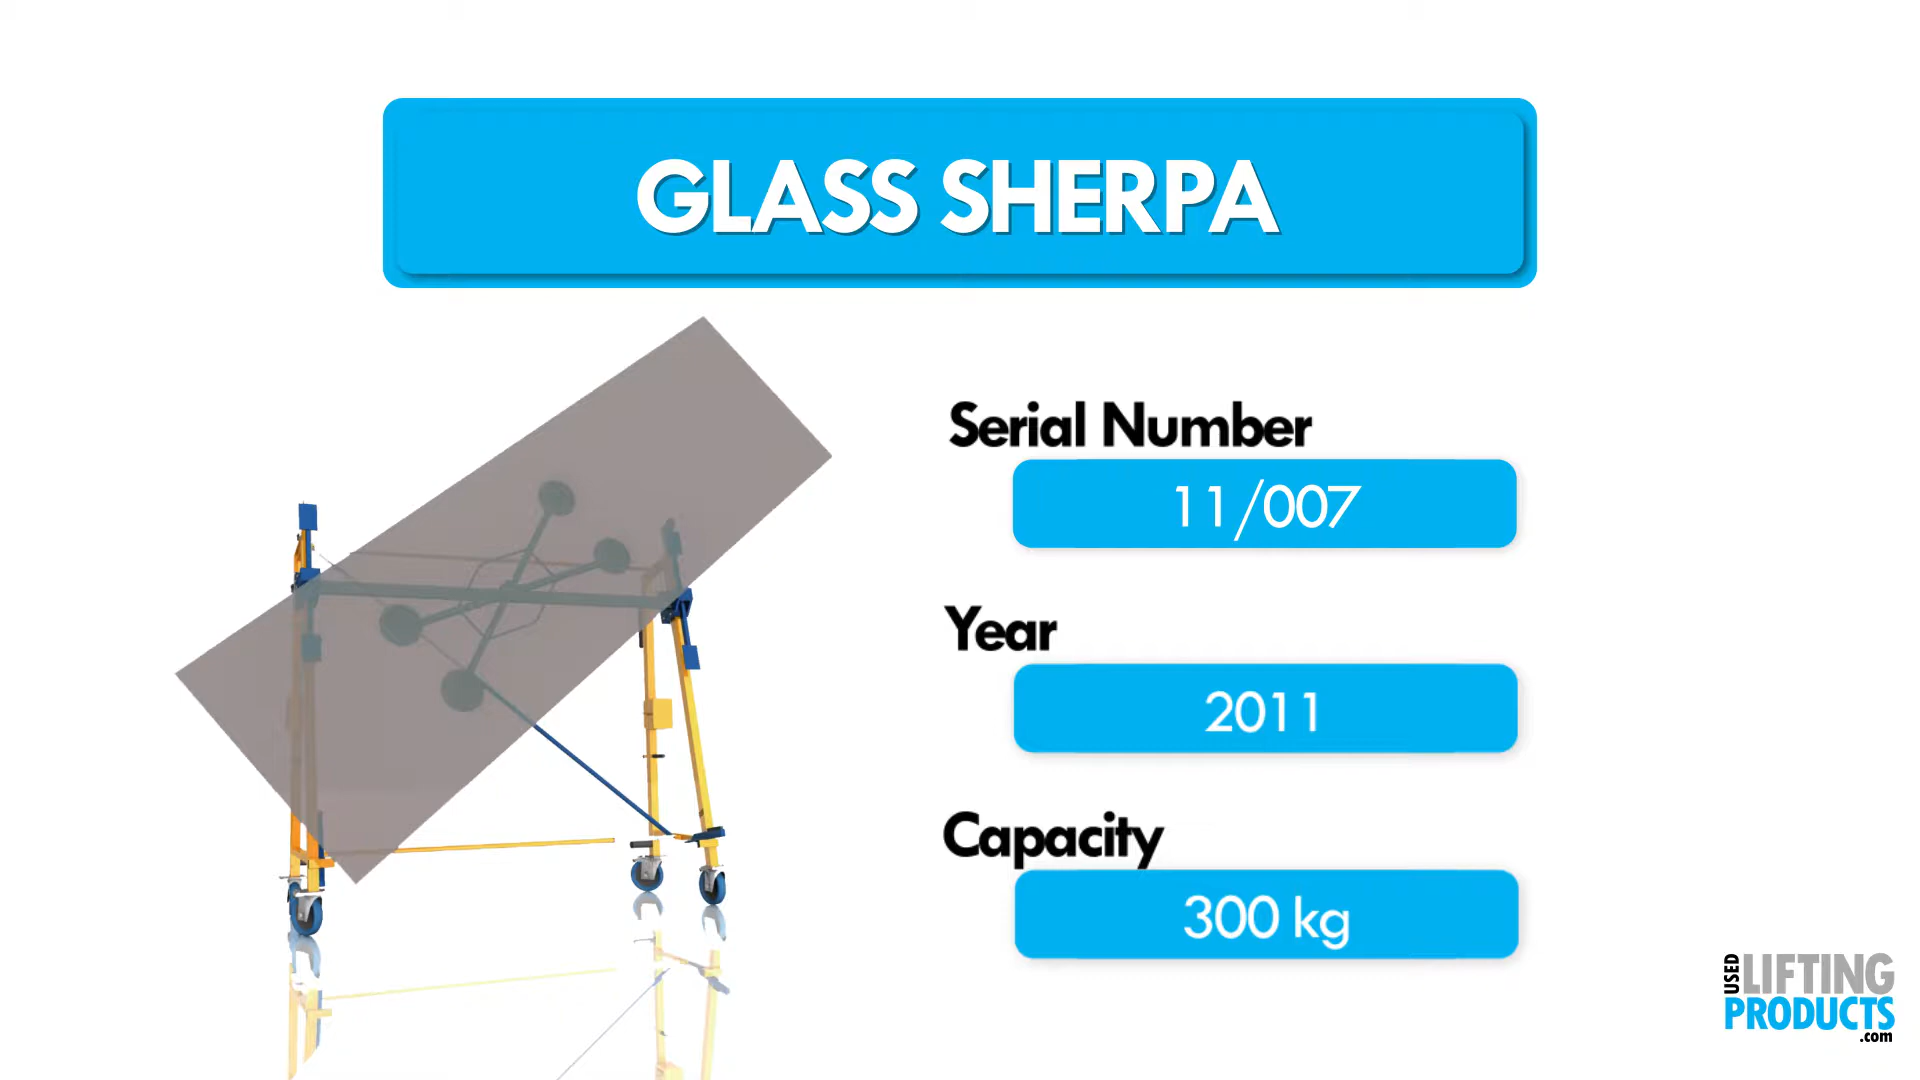 GLASS SHERPA
Serial Number
11/007
Year
2011
Capacity
300 kg
USED LIFTING
PRODUCTS
.com